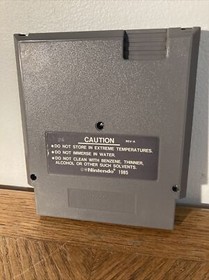 CAUTION
REV-A
● DO NOT STORE IN EXTREME TEMPERATURES.
● DO NOT IMMERSE IN WATER.
● DO NOT CLEAN WITH BENZENE, THINNER,
ALCOHOL OR OTHER SUCH SOLVENTS.
©Nintendo 1985